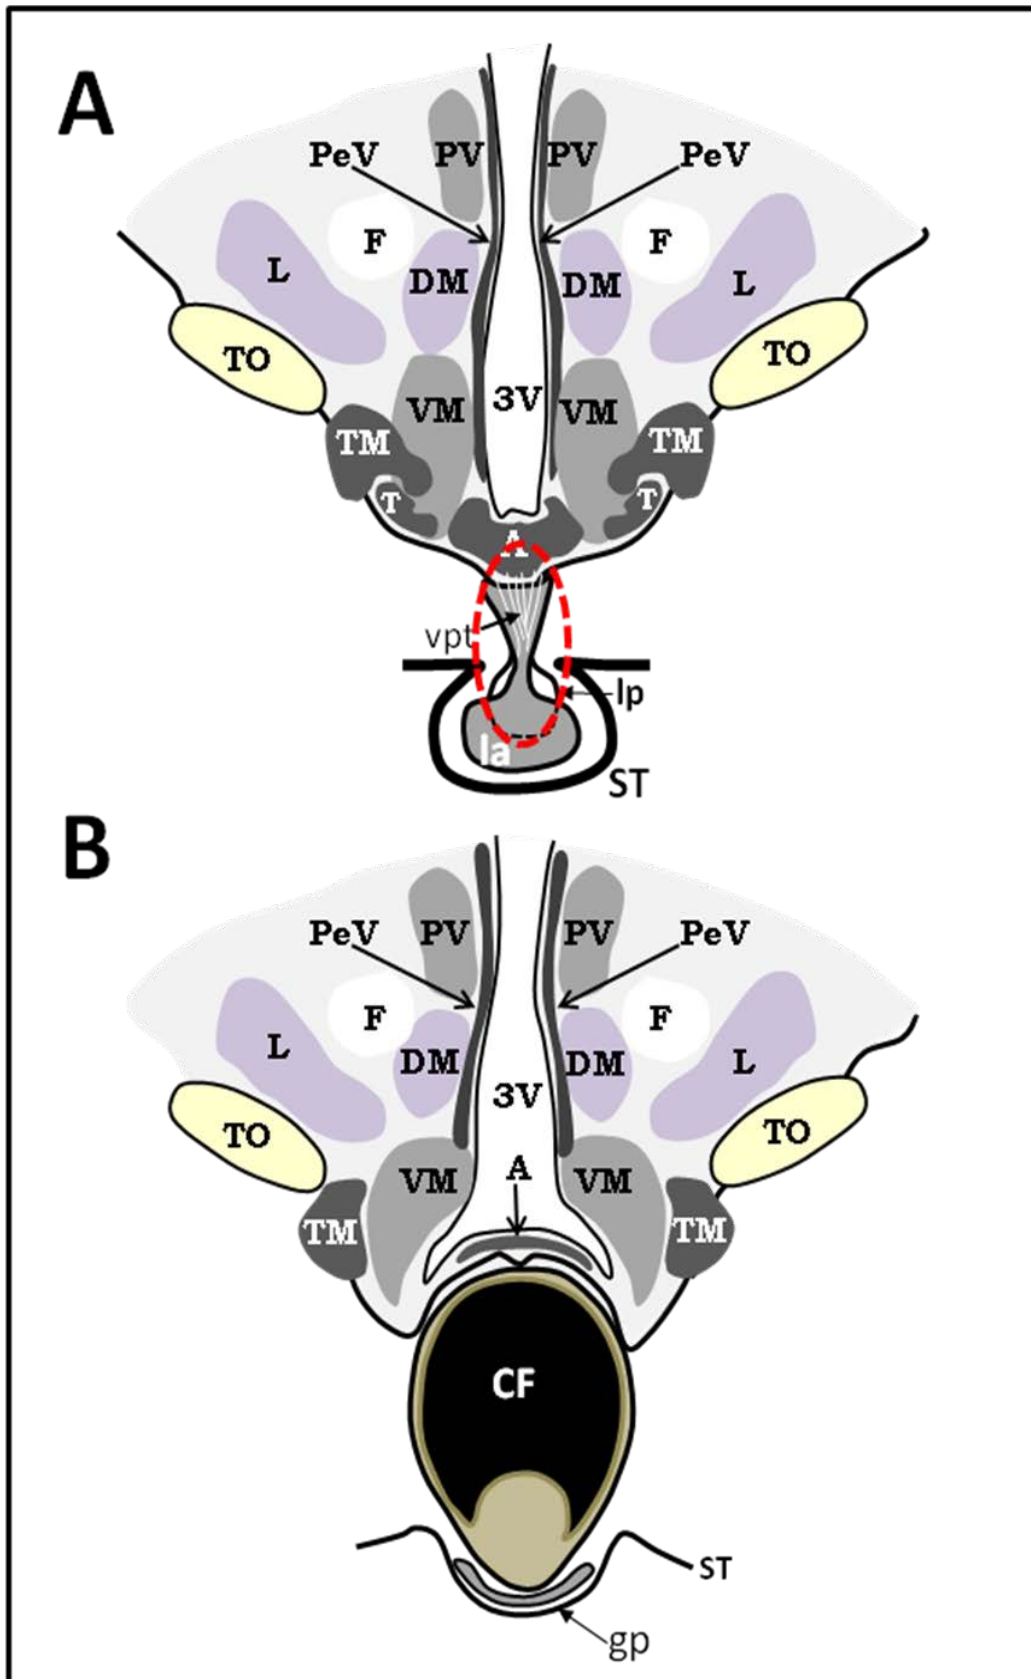 A
PeV PV PV PeV
F F
L DM DM L
TO TO
3V
VM VM
TM TM
T T
A
vpt
lp
la
ST
B
PeV PV PV PeV
F F
L DM DM L
3V
TO TO
A
VM VM
TM TM
CF
ST
gp